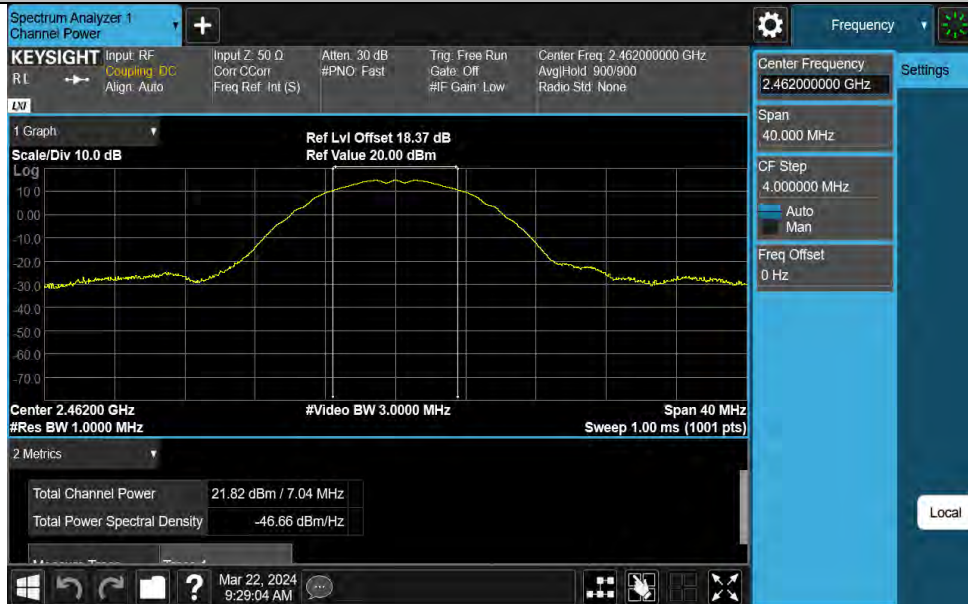 Spectrum Analyzer 1
Channel Power
+
Frequency
KEYSIGHT
Input: RF
Coupling: DC
Align: Auto
Input Z: 50 Ω
Corr CCorr
Freq Ref: Int (S)
Atten: 30 dB
#PNO: Fast
Trig: Free Run
Gate: Off
#IF Gain: Low
Center Freq: 2.462000000 GHz
Avg|Hold: 900/900
Radio Std: None
LXI
Center Frequency
2.462000000 GHz
Settings
Span
40.000 MHz
CF Step
4.000000 MHz
Auto
Man
Freq Offset
0 Hz
1 Graph
Scale/Div 10.0 dB
Ref Lvl Offset 18.37 dB
Ref Value 20.00 dBm
Log
10.0
0.00
-10.0
-20.0
-30.0
-40.0
-50.0
-60.0
-70.0
Center 2.46200 GHz
#Video BW 3.0000 MHz
Span 40 MHz
#Res BW 1.0000 MHz
Sweep 1.00 ms (1001 pts)
2 Metrics
Total Channel Power 21.82 dBm / 7.04 MHz
Total Power Spectral Density -46.66 dBm/Hz
Local
?
Mar 22, 2024
9:29:04 AM